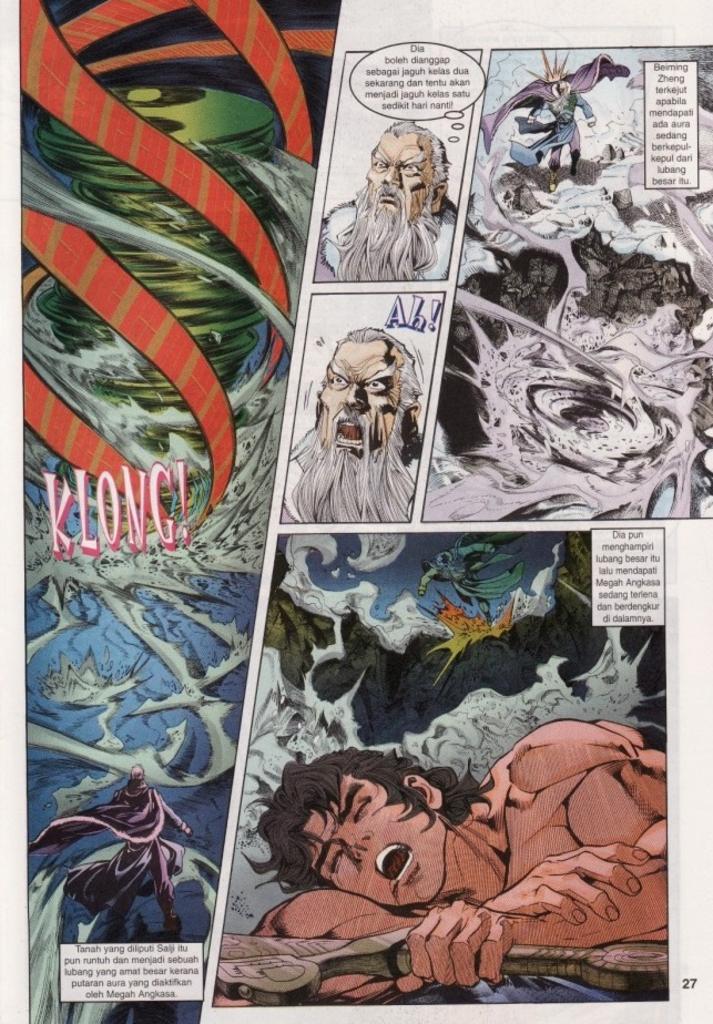 KLONG!
Tanah yang diliputi Salji itu
pun runtuh dan menjadi sebuah
lubang yang amat besar kerana
putaran aura yang diaktifkan
oleh Megah Angkasa.
Dia
boleh dianggap
sebagai jaguh kelas dua
sekarang dan tentu akan
menjadi jaguh kelas satu
sedikit hari nanti!
Beiming
Zheng
terkejut
apabila
mendapati
ada aura
sedang
berkepul-
kepul dari
lubang
besar itu.
Ah!
Dia pun
menghampiri
lubang besar itu
lalu mendapati
Megah Angkasa
sedang terlena
dan berdengkur
di dalamnya.
27